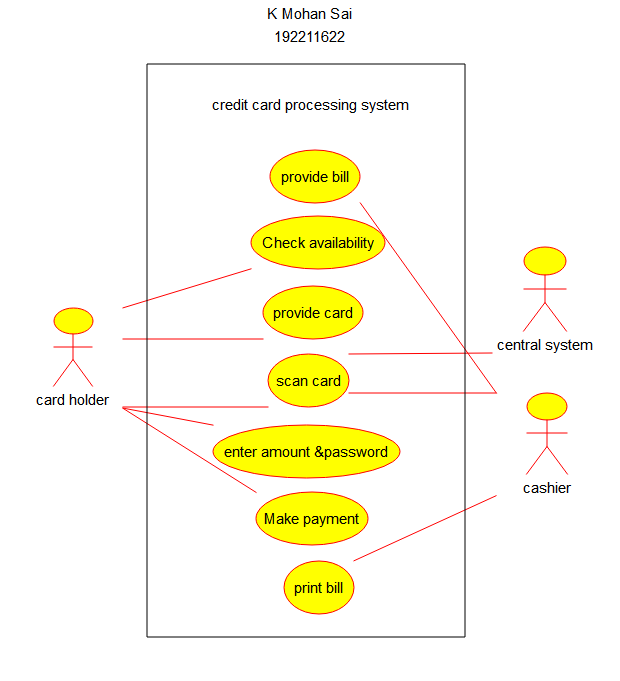 K Mohan Sai
192211622
credit card processing system
provide bill
Check availability
provide card
scan card
enter amount &password
Make payment
print bill
card holder
central system
cashier